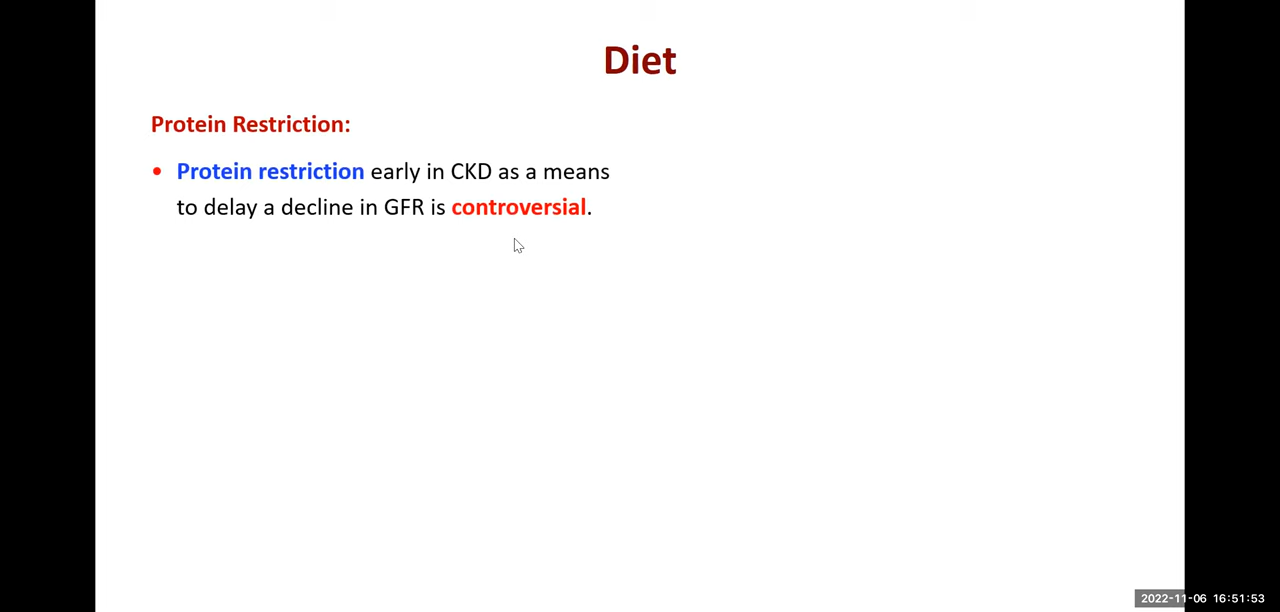 Diet
Protein Restriction:
• Protein restriction early in CKD as a means
to delay a decline in GFR is controversial.
2022-11-06 16:51:53